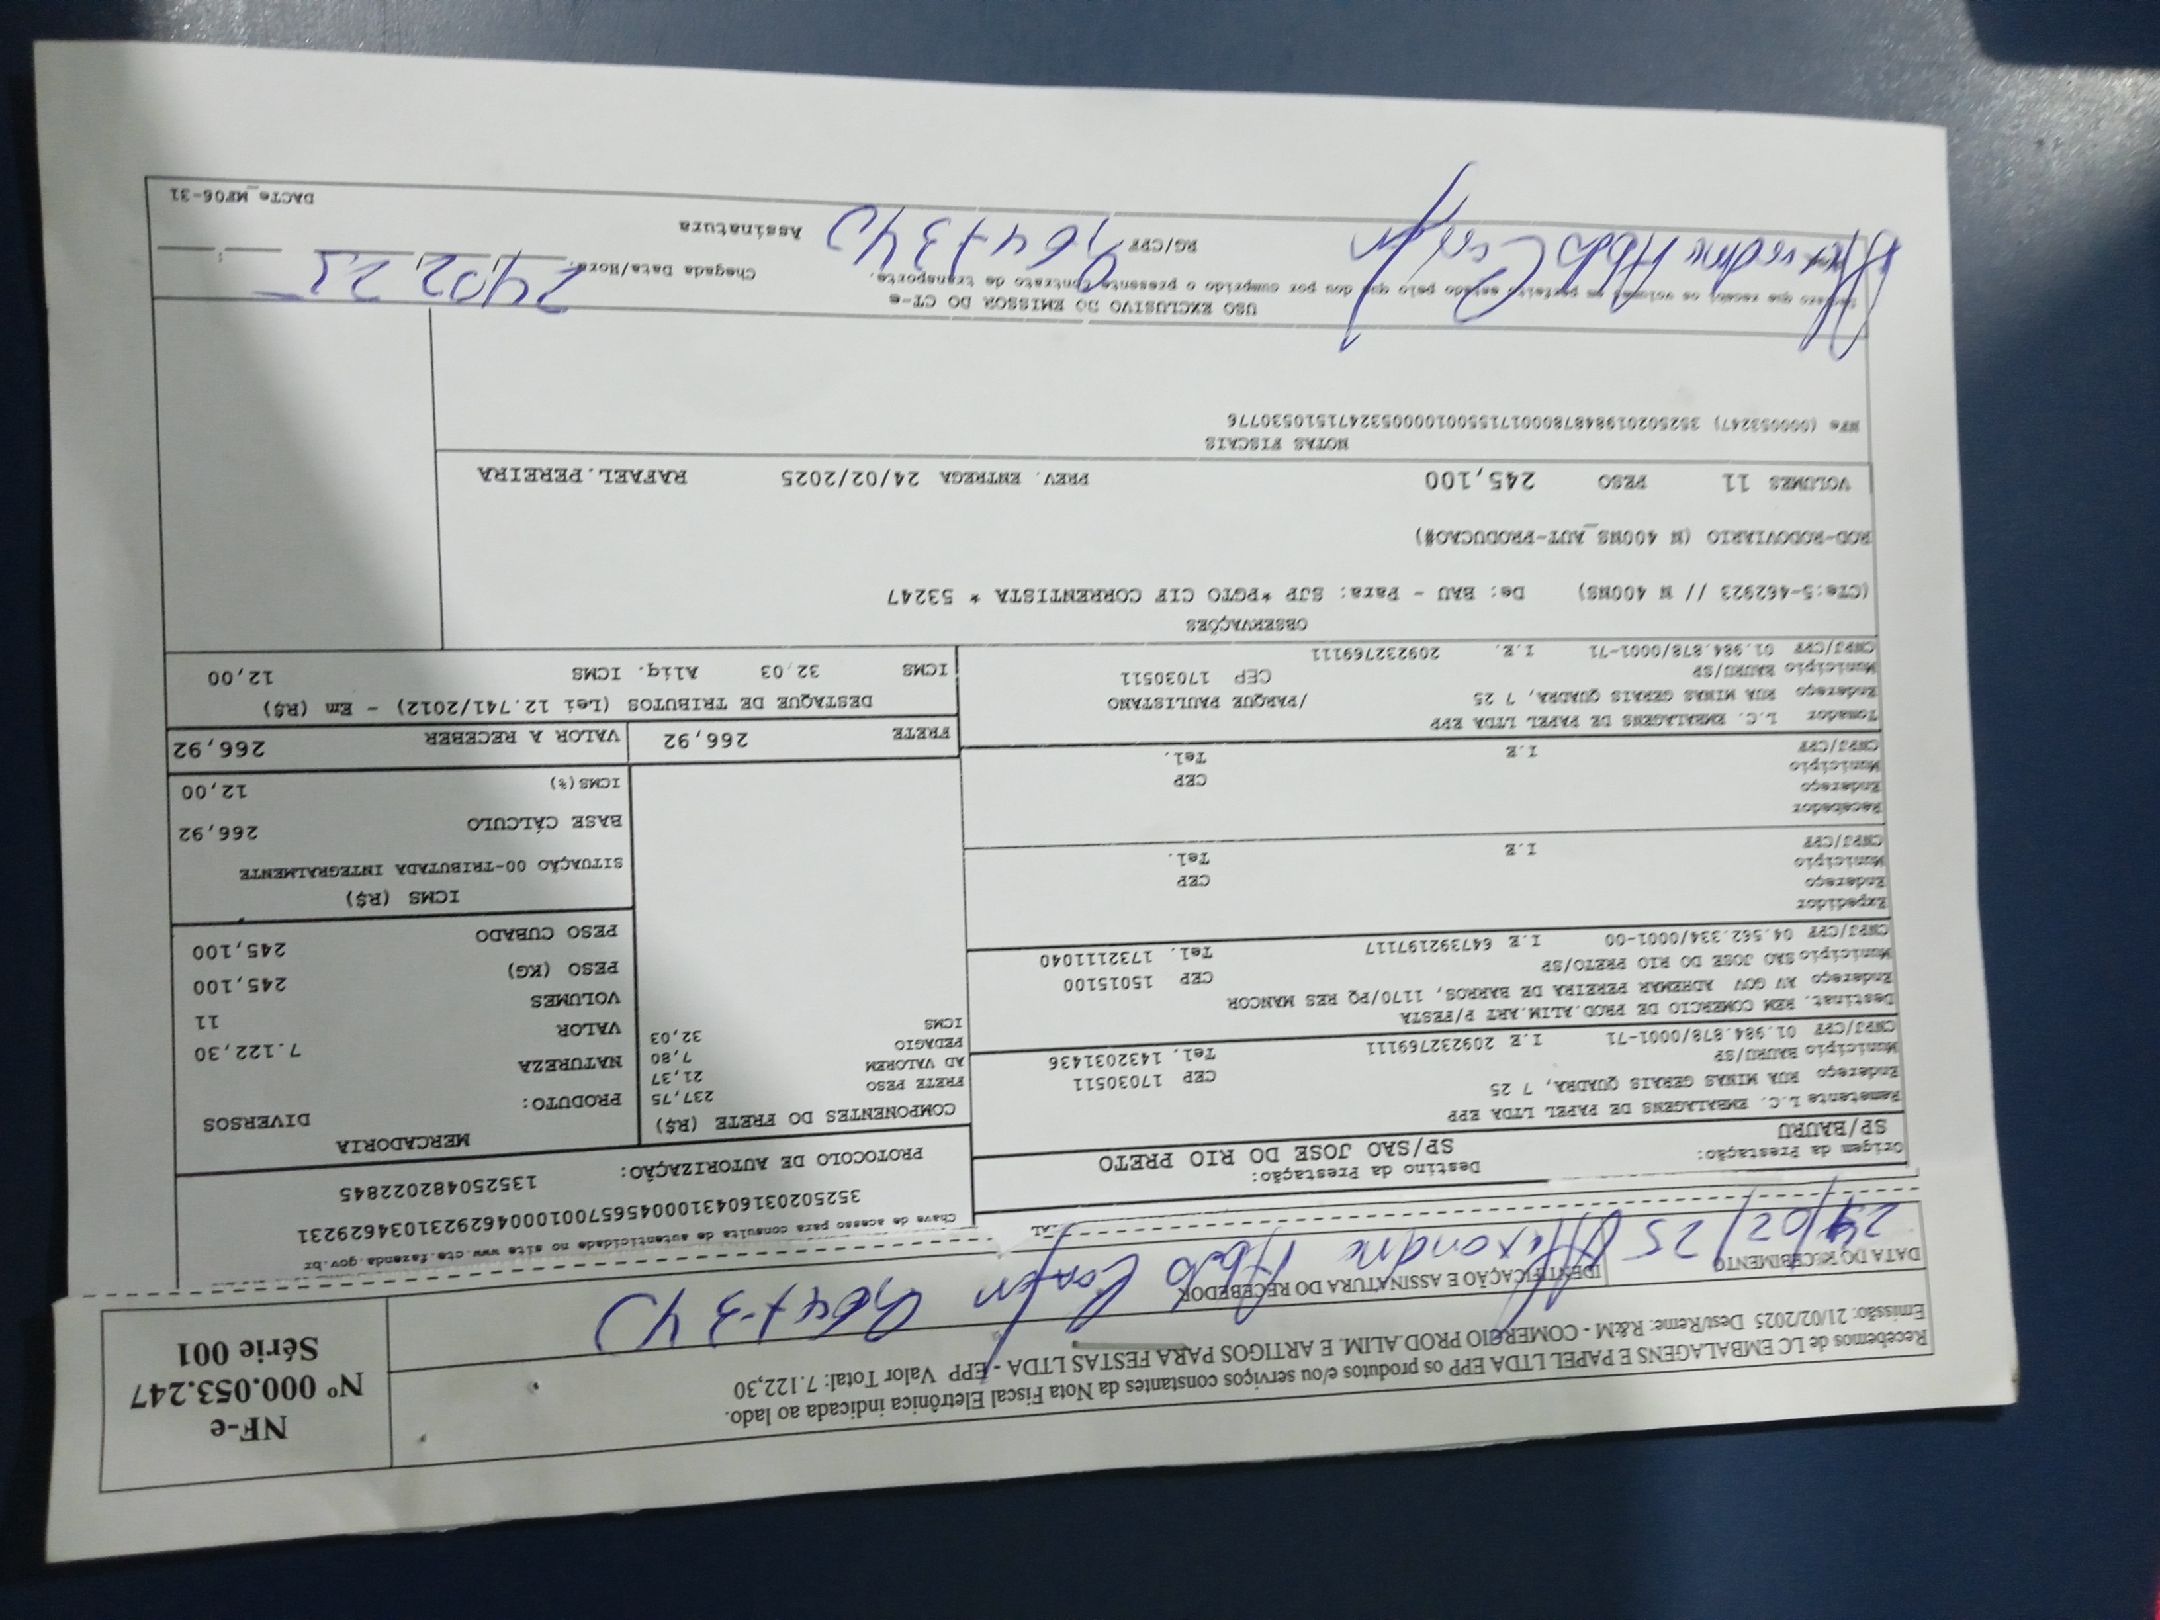 Recebemos de LC EMBALAGENS E PAPEL LTDA EPP os produtos e/ou serviços constantes da Nota Fiscal Eletrônica indicada ao lado.
Emissão: 21/02/2025 Dest/Reme: R&M - COMERCIO PROD.ALIM. E ARTIGOS PARA FESTAS LTDA - EPP Valor Total: 7.122,30
NF-e
Nº 000.053.247
Série 001
DATA DO RECEBIMENTO
IDENTIFICAÇÃO E ASSINATURA DO RECEBEDOR
24/02/25 Alexandre
Chave de acesso para consulta de autenticidade no site www.cte.fazenda.gov.br
PROTOCOLO DE AUTORIZAÇÃO: 135250482022845
Origem da Prestação:
SP/BAURU
Destino da Prestação:
SP/SAO JOSE DO RIO PRETO
Remetente L.C. EMBALAGENS DE PAPEL LTDA EPP
Endereço RUA MINAS GERAIS QUADRA, 7 25
Município BAURU/SP CEP 17030511
CNPJ/CPF 01.984.878/0001-71 I.E 209232769111 Tel. 1432031436
Destinat. REM COMERCIO DE PROD.ALIM.ART P/FESTA
Endereço AV GOV ADEMAR PEREIRA DE BARROS, 1170/PQ RES MANCOR
Município SAO JOSE DO RIO PRETO/SP CEP 15015100
CNPJ/CPF 04.562.334/0001-00 I.E 647392197117 Tel. 1732111040
Expedidor
Endereço
Município CEP
CNPJ/CPF I.E Tel.
Recebedor
Endereço
Município CEP
CNPJ/CPF I.E Tel.
Tomador L.C. EMBALAGENS DE PAPEL LTDA EPP
Endereço RUA MINAS GERAIS QUADRA, 7 25 /PARQUE PAULISTANO
Município BAURU/SP CEP 17030511
CNPJ/CPF 01.984.878/0001-71 I.E. 209232769111
COMPONENTES DO FRETE (R$)
FRETE PESO 237,75
AD VALOREM 21,37
PEDAGIO 7,80
ICMS 32,03
MERCADORIA
PRODUTO: DIVERSOS
NATUREZA
VALOR 7.122,30
VOLUMES 11
PESO (KG) 245,100
PESO CUBADO 245,100
ICMS (R$)
SITUAÇÃO 00-TRIBUTADA INTEGRALMENTE
BASE CÁLCULO 266,92
ICMS(%) 12,00
FRETE 266,92 VALOR A RECEBER 266,92
DESTAQUE DE TRIBUTOS (Lei 12.741/2012) - Em (R$)
ICMS 32,03 Aliq. ICMS 12,00
OBSERVAÇÕES
(CTe:5-462923 // N 400NS) De: BAU - Para: SJP *PGTO CIF CORRENTISTA * 53247
ROD-RODOVIARIO (N 400NS_AUT-PRODUCAO#)
VOLUMES 11 PESO 245,100 PREV. ENTREGA 24/02/2025 RAFAEL.PEREIRA
NOTAS FISCAIS
NFe (000053247) 35250201984878000171550010000532471510530776
USO EXCLUSIVO DO EMISSOR DO CT-e
Declaro que recebi os volumes em perfeito estado pelo que dou por cumprido o presente contrato de transporte.
Chegada Data/Hora: 24 02 25
Alexandre
RG/CPF
Assinatura
DACTe_MF06-31